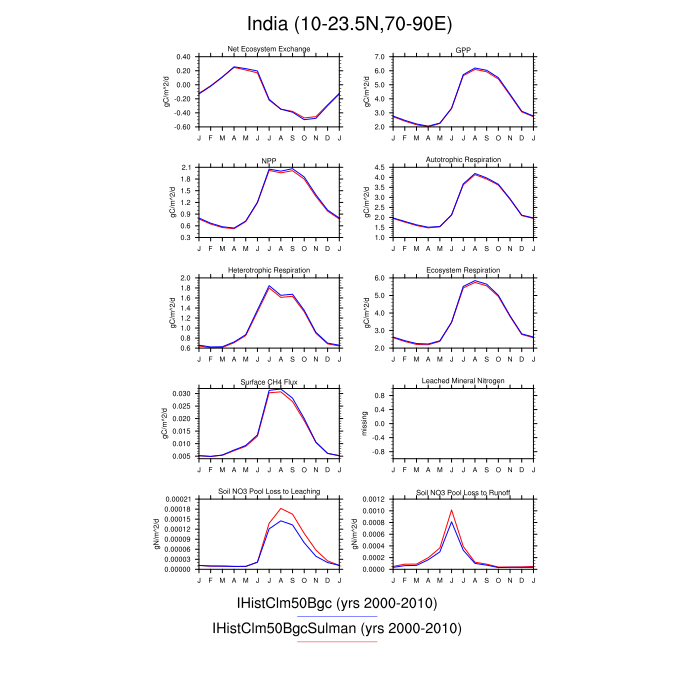 India (10-23.5N,70-90E)
Net Ecosystem Exchange
gC/m^2/d
0.40
0.20
0.00
-0.20
-0.40
-0.60
J F M A M J J A S O N D J
GPP
gC/m^2/d
7.0
6.0
5.0
4.0
3.0
2.0
J F M A M J J A S O N D J
NPP
gC/m^2/d
2.1
1.8
1.5
1.2
0.9
0.6
0.3
J F M A M J J A S O N D J
Autotrophic Respiration
gC/m^2/d
4.5
4.0
3.5
3.0
2.5
2.0
1.5
1.0
J F M A M J J A S O N D J
Heterotrophic Respiration
gC/m^2/d
2.0
1.8
1.6
1.4
1.2
1.0
0.8
0.6
J F M A M J J A S O N D J
Ecosystem Respiration
gC/m^2/d
6.0
5.0
4.0
3.0
2.0
J F M A M J J A S O N D J
Surface CH4 Flux
gC/m^2/d
0.030
0.025
0.020
0.015
0.010
0.005
J F M A M J J A S O N D J
Leached Mineral Nitrogen
missing
0.8
0.4
-0.0
-0.4
-0.8
J F M A M J J A S O N D J
Soil NO3 Pool Loss to Leaching
gN/m^2/d
0.00021
0.00018
0.00015
0.00012
0.00009
0.00006
0.00003
0.00000
J F M A M J J A S O N D J
Soil NO3 Pool Loss to Runoff
gN/m^2/d
0.0012
0.0010
0.0008
0.0006
0.0004
0.0002
0.0000
J F M A M J J A S O N D J
IHistClm50Bgc (yrs 2000-2010)
IHistClm50BgcSulman (yrs 2000-2010)